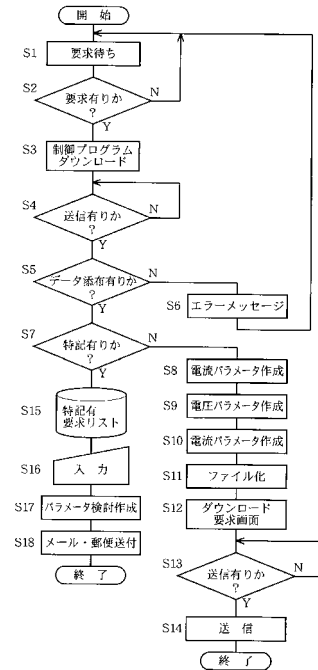 開 始
S1
要求待ち
S2
要求有りか
?
N
Y
S3
制御プログラム
ダウンロード
S4
送信有りか
?
N
Y
S5
データ添布有りか
?
N
Y
S6
エラーメッセージ
S7
特記有りか
?
N
Y
S8
電流パラメータ作成
S9
電圧パラメータ作成
S10
電流パラメータ作成
S11
ファイル化
S12
ダウンロード
要求画面
S13
送信有りか
?
N
Y
S14
送 信
終 了
S15
特記有
要求リスト
S16
入 力
S17
パラメータ検討作成
S18
メール・郵便送付
終 了